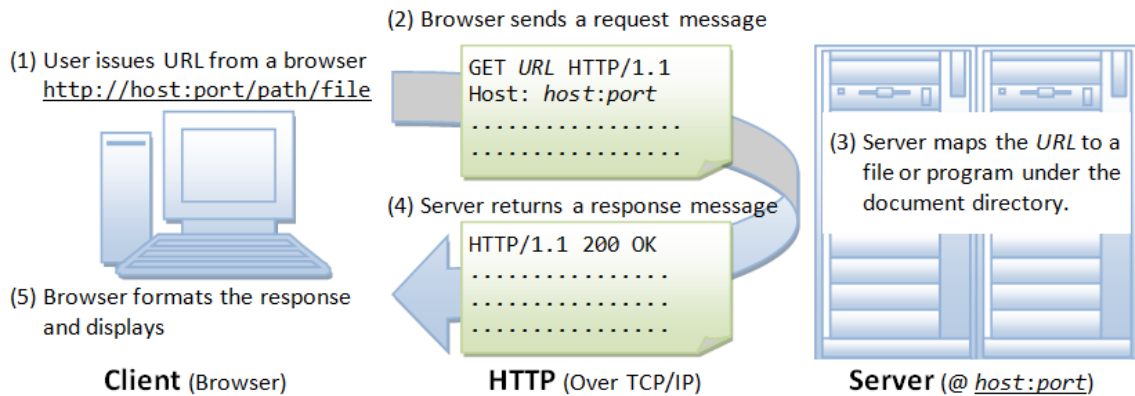 (2) Browser sends a request message
(1) User issues URL from a browser
http://host:port/path/file
GET URL HTTP/1.1
Host: host:port
.................
.................
(3) Server maps the URL to a
file or program under the
document directory.
(4) Server returns a response message
HTTP/1.1 200 OK
................
................
................
(5) Browser formats the response
and displays
Client (Browser)
HTTP (Over TCP/IP)
Server (@ host:port)